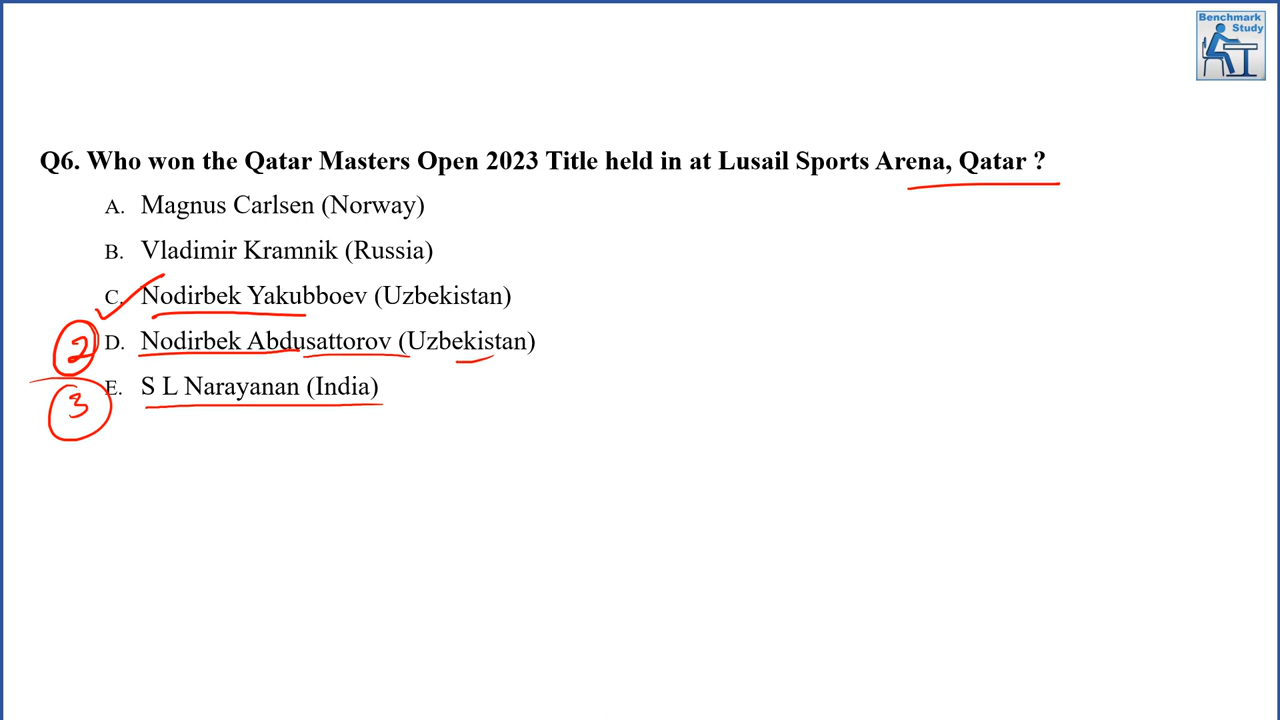 Benchmark
Study
Q6. Who won the Qatar Masters Open 2023 Title held in at Lusail Sports Arena, Qatar ?
A. Magnus Carlsen (Norway)
B. Vladimir Kramnik (Russia)
C. Nodirbek Yakubboev (Uzbekistan)
2 D. Nodirbek Abdusattorov (Uzbekistan)
3 E. S L Narayanan (India)